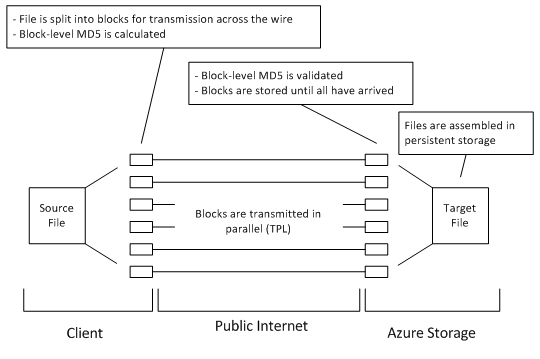 - File is split into blocks for transmission across the wire
- Block-level MD5 is calculated
- Block-level MD5 is validated
- Blocks are stored until all have arrived
Files are assembled in
persistent storage
Source
File
Blocks are transmitted in
parallel (TPL)
Target
File
Client
Public Internet
Azure Storage